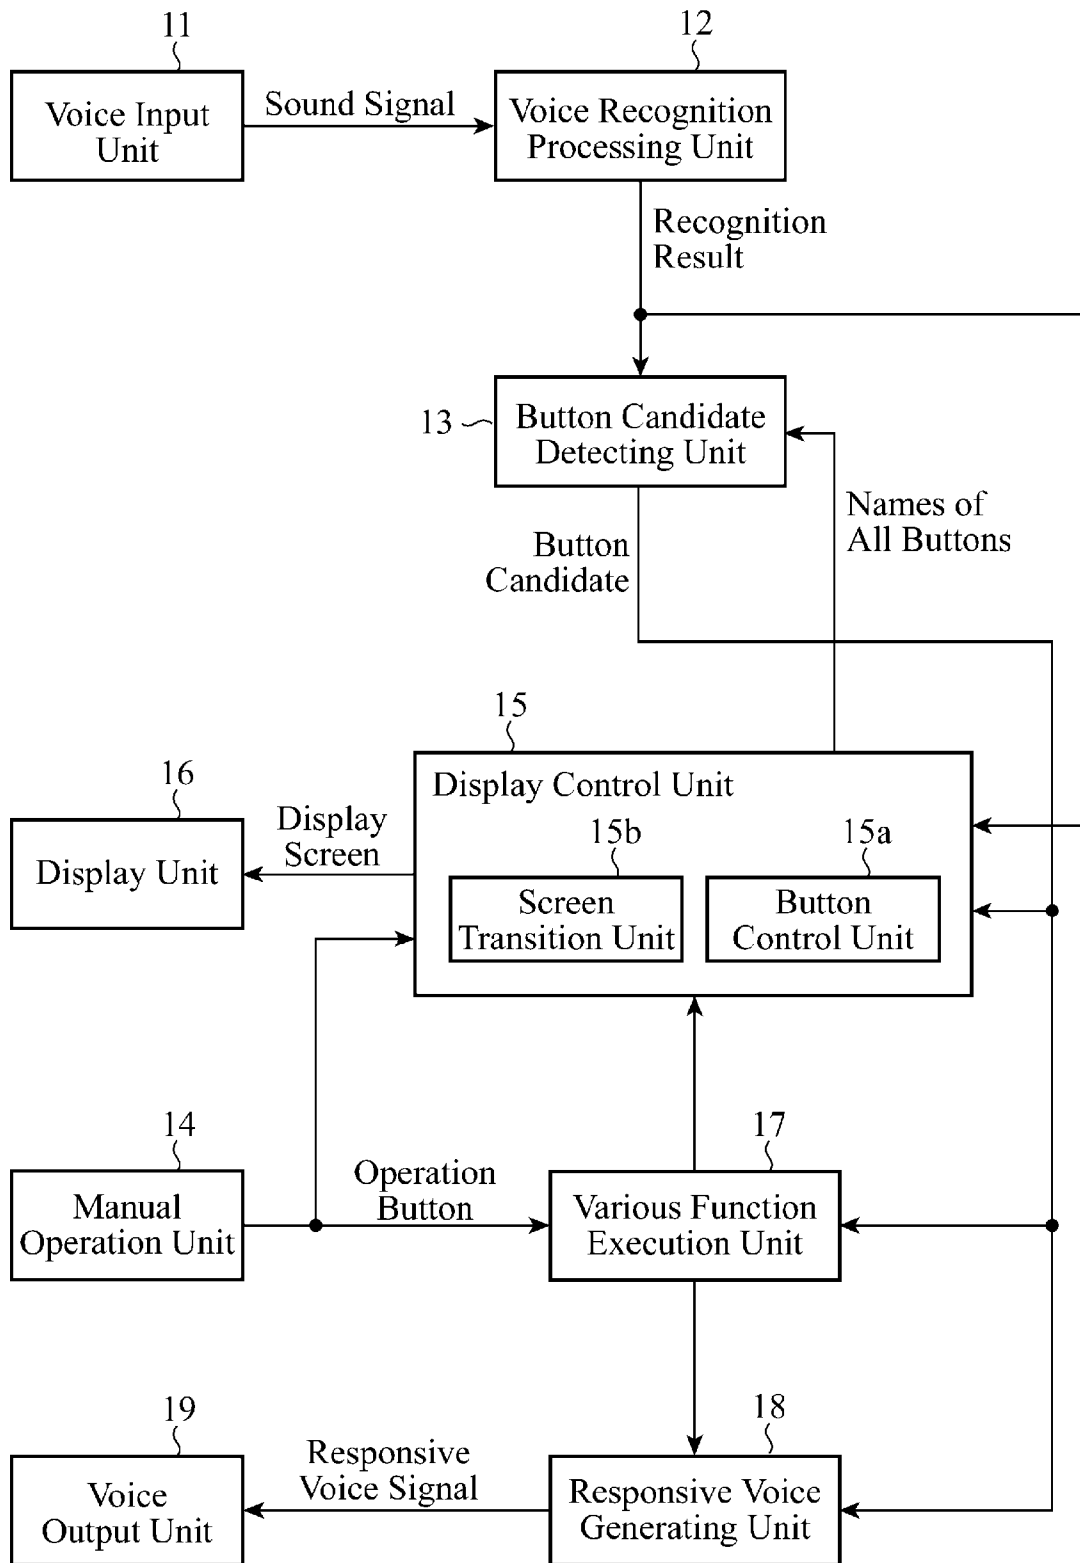 11
12
Voice Input
Unit
Sound Signal
Voice Recognition
Processing Unit
Recognition
Result
13
Button Candidate
Detecting Unit
Names of
All Buttons
Button
Candidate
15
Display Control Unit
16
Display Unit
Display
Screen
15b
15a
Screen
Transition Unit
Button
Control Unit
14
Manual
Operation Unit
Operation
Button
17
Various Function
Execution Unit
19
Voice
Output Unit
Responsive
Voice Signal
18
Responsive Voice
Generating Unit